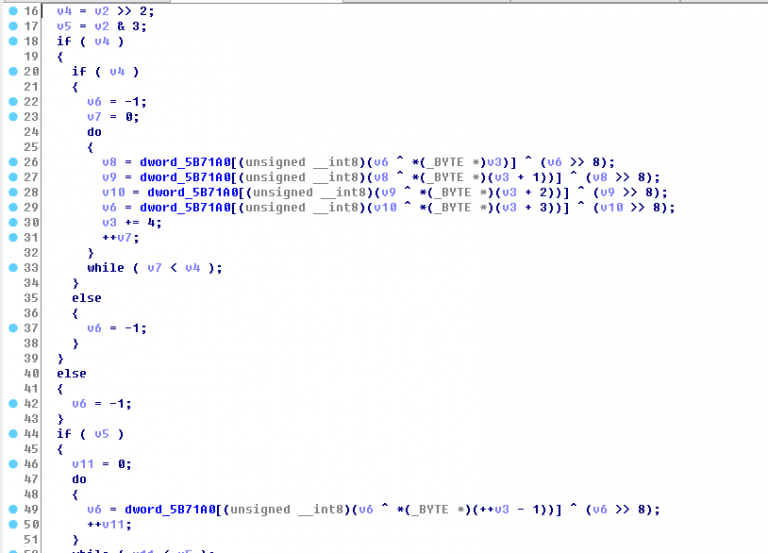 16 v4 = v2 >> 2;
17 v5 = v2 & 3;
18 if ( v4 )
19 {
20 if ( v4 )
21 {
22 v6 = -1;
23 v7 = 0;
24 do
25 {
26 v8 = dword_5B71A0[(unsigned __int8)(v6 ^ *(_BYTE *)v3)] ^ (v6 >> 8);
27 v9 = dword_5B71A0[(unsigned __int8)(v8 ^ *(_BYTE *)(v3 + 1))] ^ (v8 >> 8);
28 v10 = dword_5B71A0[(unsigned __int8)(v9 ^ *(_BYTE *)(v3 + 2))] ^ (v9 >> 8);
29 v6 = dword_5B71A0[(unsigned __int8)(v10 ^ *(_BYTE *)(v3 + 3))] ^ (v10 >> 8);
30 v3 += 4;
31 ++v7;
32 }
33 while ( v7 < v4 );
34 }
35 else
36 {
37 v6 = -1;
38 }
39 }
40 else
41 {
42 v6 = -1;
43 }
44 if ( v5 )
45 {
46 v11 = 0;
47 do
48 {
49 v6 = dword_5B71A0[(unsigned __int8)(v6 ^ *(_BYTE *)(++v3 - 1))] ^ (v6 >> 8);
50 ++v11;
51 }
while ( v11 < v5 );